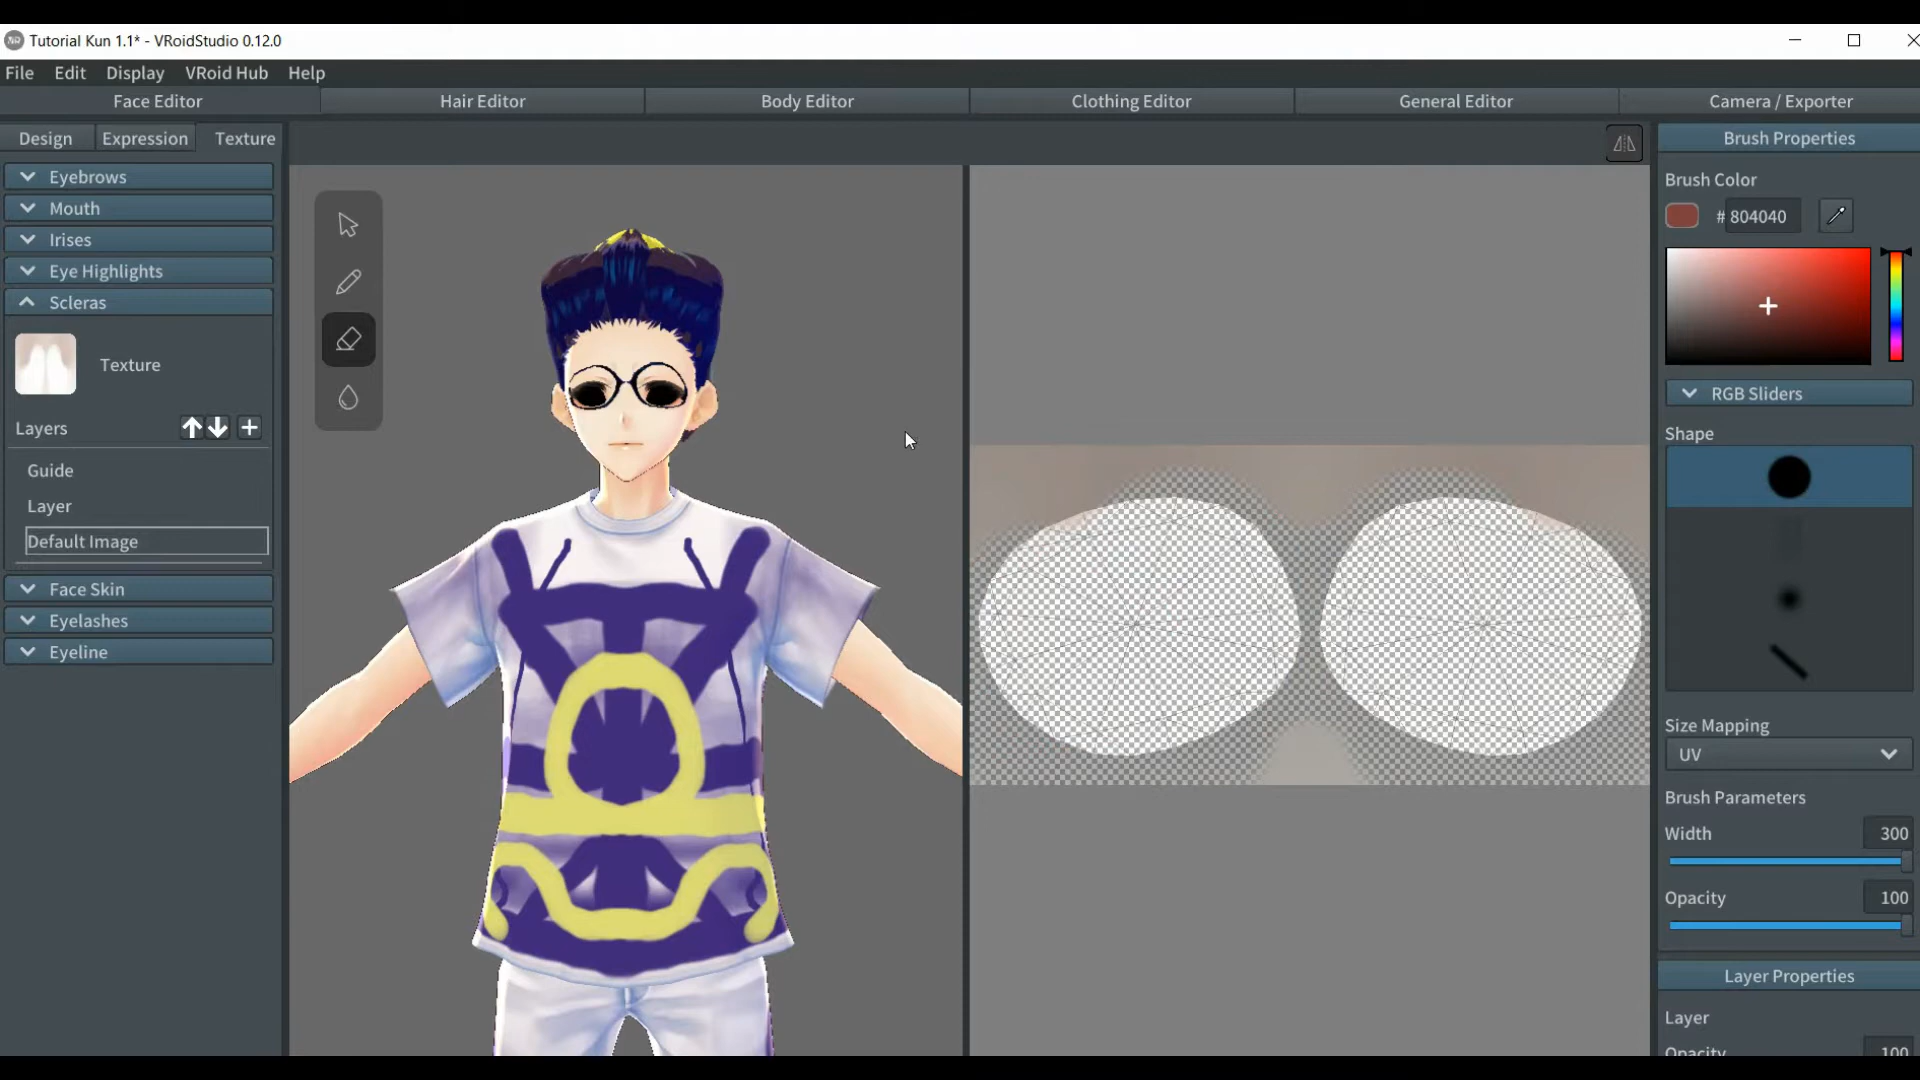 Tutorial Kun 1.1* - VRoidStudio 0.12.0
File Edit Display VRoid Hub Help
Face Editor Hair Editor Body Editor Clothing Editor General Editor Camera / Exporter
Design Expression Texture
Eyebrows
Mouth
Irises
Eye Highlights
Scleras
Texture
Layers
Guide
Layer
Default Image
Face Skin
Eyelashes
Eyeline
Brush Properties
Brush Color
# 804040
RGB Sliders
Shape
Size Mapping
UV
Brush Parameters
Width 300
Opacity 100
Layer Properties
Layer
Opacity 100